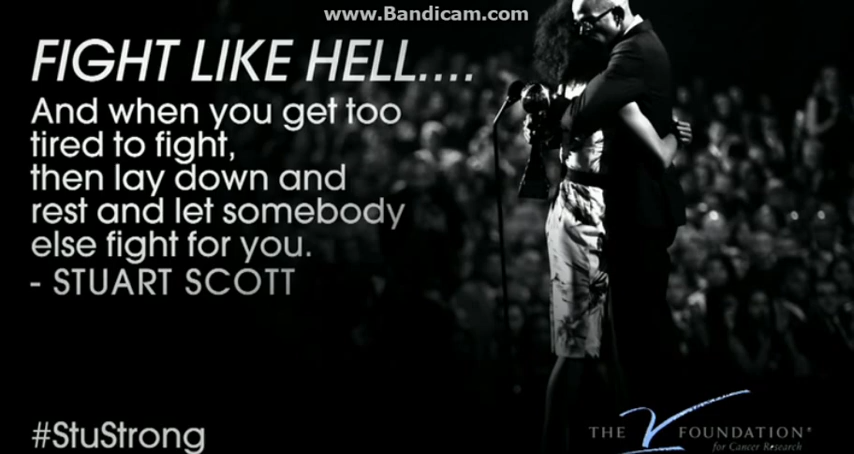 www.Bandicam.com
FIGHT LIKE HELL....
And when you get too
tired to fight,
then lay down and
rest and let somebody
else fight for you.
- STUART SCOTT
#StuStrong
THE V FOUNDATION®
for Cancer Research